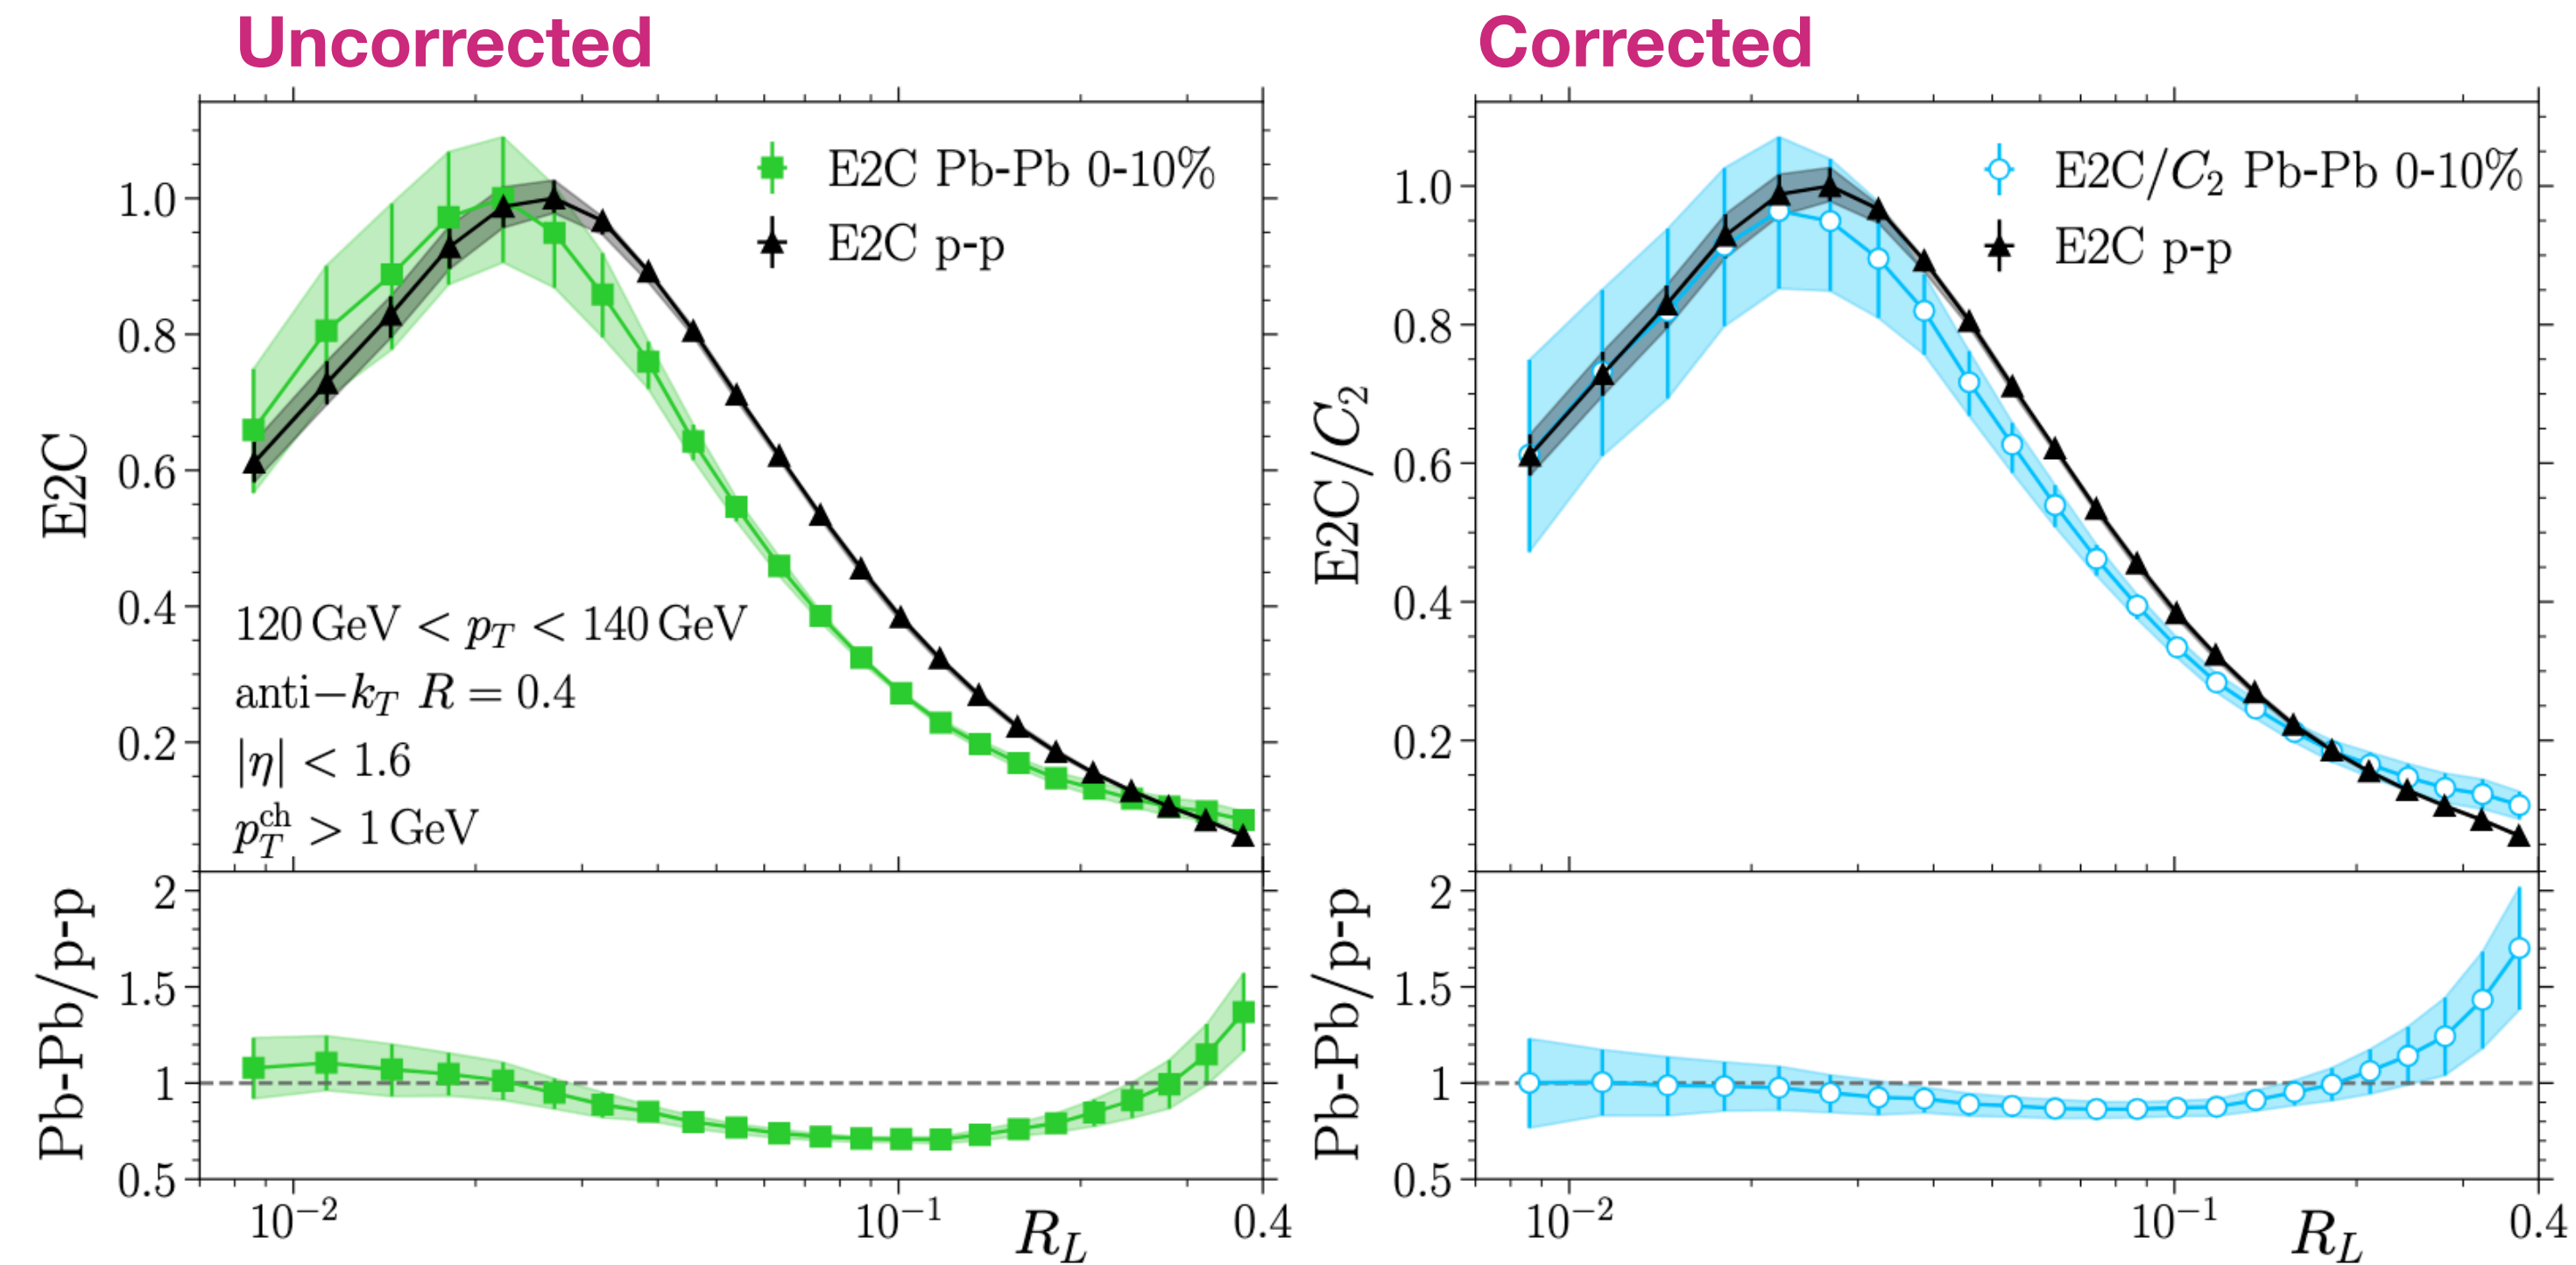 Uncorrected
E2C
1.0
0.8
0.6
0.4
0.2
E2C Pb-Pb 0-10%
E2C p-p
120 GeV < p_T < 140 GeV
anti−k_T R = 0.4
|η| < 1.6
p_T^ch > 1 GeV
Pb-Pb/p-p
2
1.5
1
0.5
10⁻²
10⁻¹
0.4
R_L
Corrected
E2C/C₂
1.0
0.8
0.6
0.4
0.2
E2C/C₂ Pb-Pb 0-10%
E2C p-p
Pb-Pb/p-p
2
1.5
1
0.5
10⁻²
10⁻¹
0.4
R_L